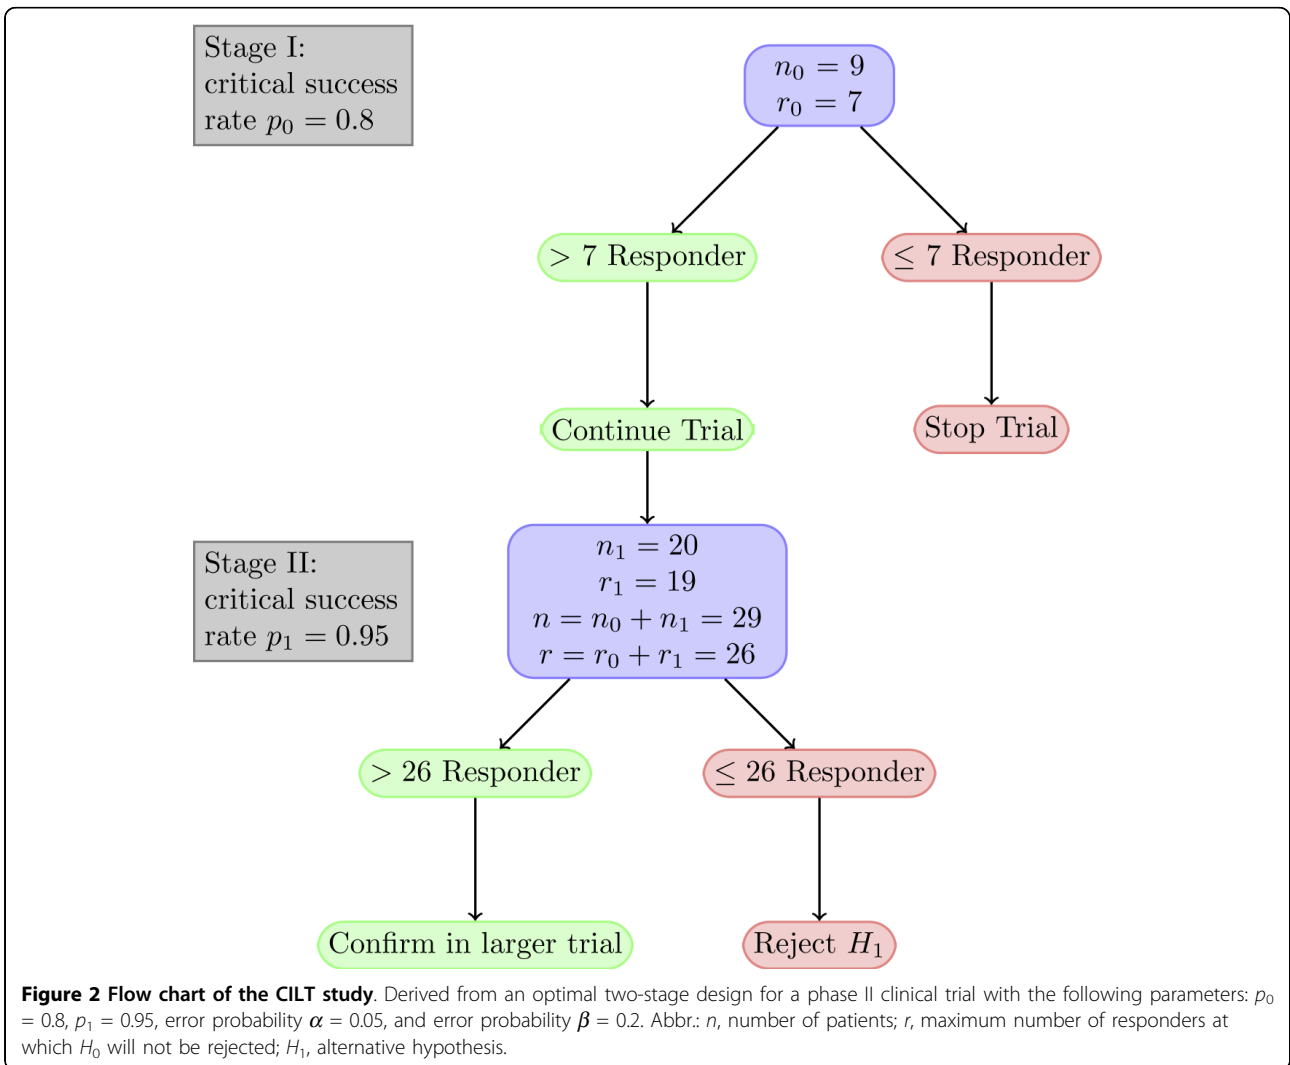 Stage I:
critical success
rate p₀ = 0.8
n₀ = 9
r₀ = 7
> 7 Responder
≤ 7 Responder
Continue Trial
Stop Trial
Stage II:
critical success
rate p₁ = 0.95
n₁ = 20
r₁ = 19
n = n₀ + n₁ = 29
r = r₀ + r₁ = 26
> 26 Responder
≤ 26 Responder
Confirm in larger trial
Reject H₁
Figure 2 Flow chart of the CILT study. Derived from an optimal two-stage design for a phase II clinical trial with the following parameters: p₀
= 0.8, p₁ = 0.95, error probability α = 0.05, and error probability β = 0.2. Abbr.: n, number of patients; r, maximum number of responders at
which H₀ will not be rejected; H₁, alternative hypothesis.